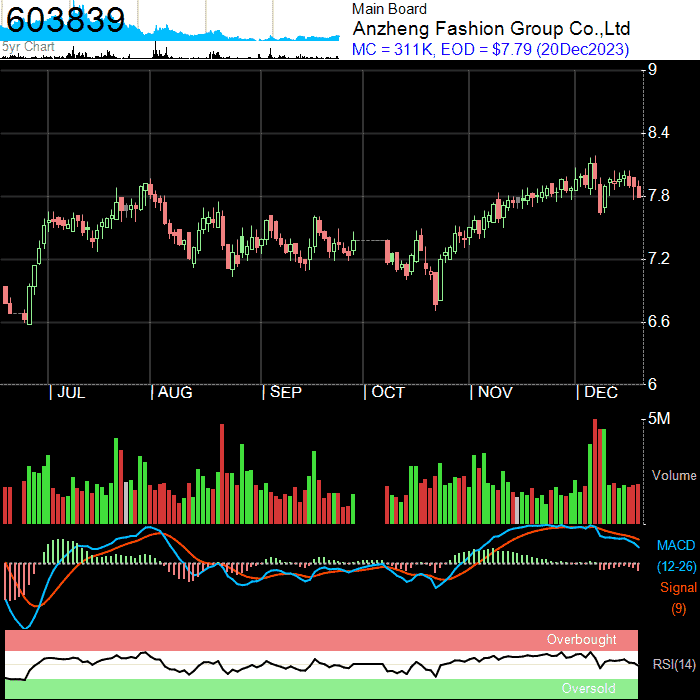 603839
5yr Chart
Main Board
Anzheng Fashion Group Co.,Ltd
MC = 311K, EOD = $7.79 (20Dec2023)
9
8.4
7.8
7.2
6.6
6
JUL
AUG
SEP
OCT
NOV
DEC
5M
Volume
MACD
(12-26)
Signal
(9)
Overbought
RSI(14)
Oversold